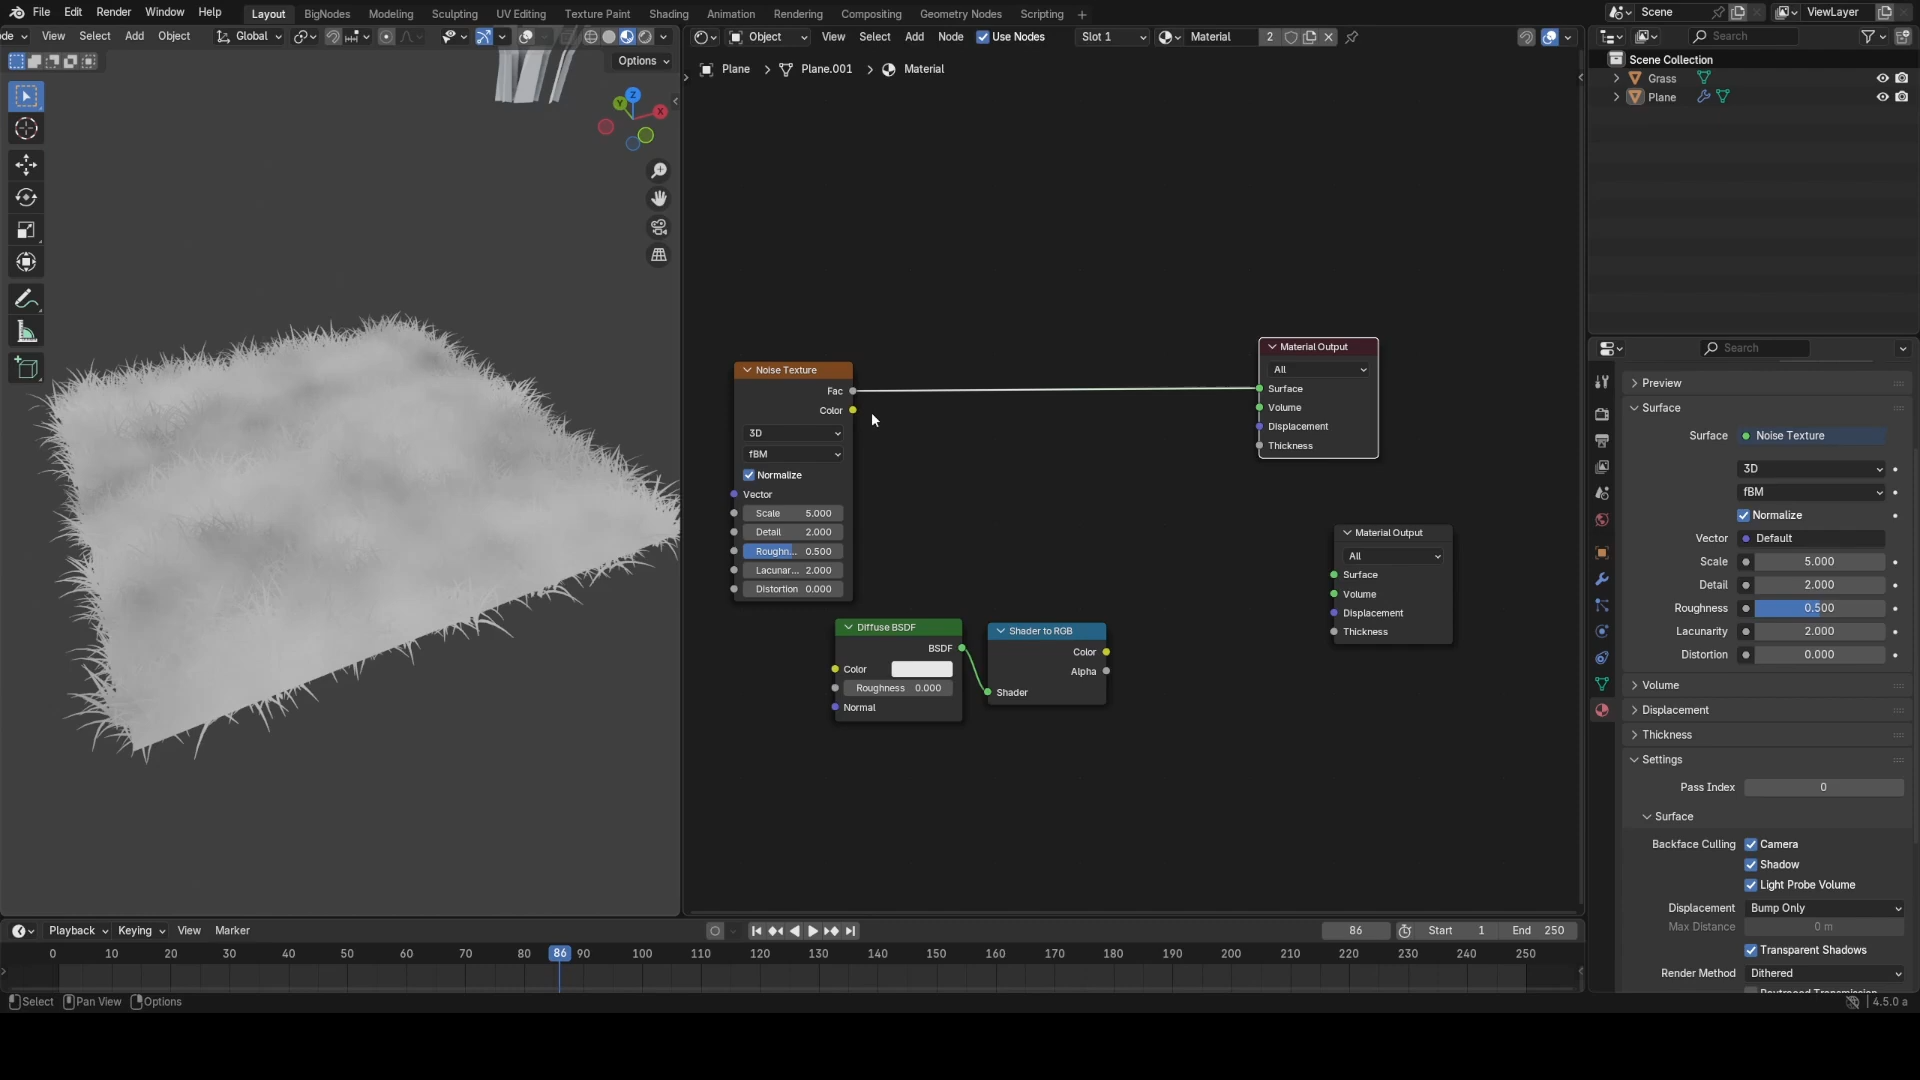 File Edit Render Window Help Layout BigNodes Modeling Sculpting UV Editing Texture Paint Shading Animation Rendering Compositing Geometry Nodes Scripting + Scene ViewLayer
de View Select Add Object Global Object View Select Add Node Use Nodes Slot 1 Material 2 Search
Options
Plane > Plane.001 > Material
Scene Collection
Grass
Plane
Z
Y
X
Noise Texture
Fac
Color
3D
fBM
Normalize
Vector
Scale 5.000
Detail 2.000
Roughn... 0.500
Lacunar... 2.000
Distortion 0.000
Material Output
All
Surface
Volume
Displacement
Thickness
Material Output
All
Surface
Volume
Displacement
Thickness
Diffuse BSDF
BSDF
Color
Roughness 0.000
Normal
Shader to RGB
Color
Alpha
Shader
Search
Preview
Surface
Surface Noise Texture
3D
fBM
Normalize
Vector Default
Scale 5.000
Detail 2.000
Roughness 0.500
Lacunarity 2.000
Distortion 0.000
Volume
Displacement
Thickness
Settings
Pass Index 0
Surface
Backface Culling Camera
Shadow
Light Probe Volume
Displacement Bump Only
Max Distance 0 m
Transparent Shadows
Render Method Dithered
Raytraced Transmission
Playback Keying View Marker 86 Start 1 End 250
0 10 20 30 40 50 60 70 86 80 90 100 110 120 130 140 150 160 170 180 190 200 210 220 230 240 250
Select Pan View Options 4.5.0 a